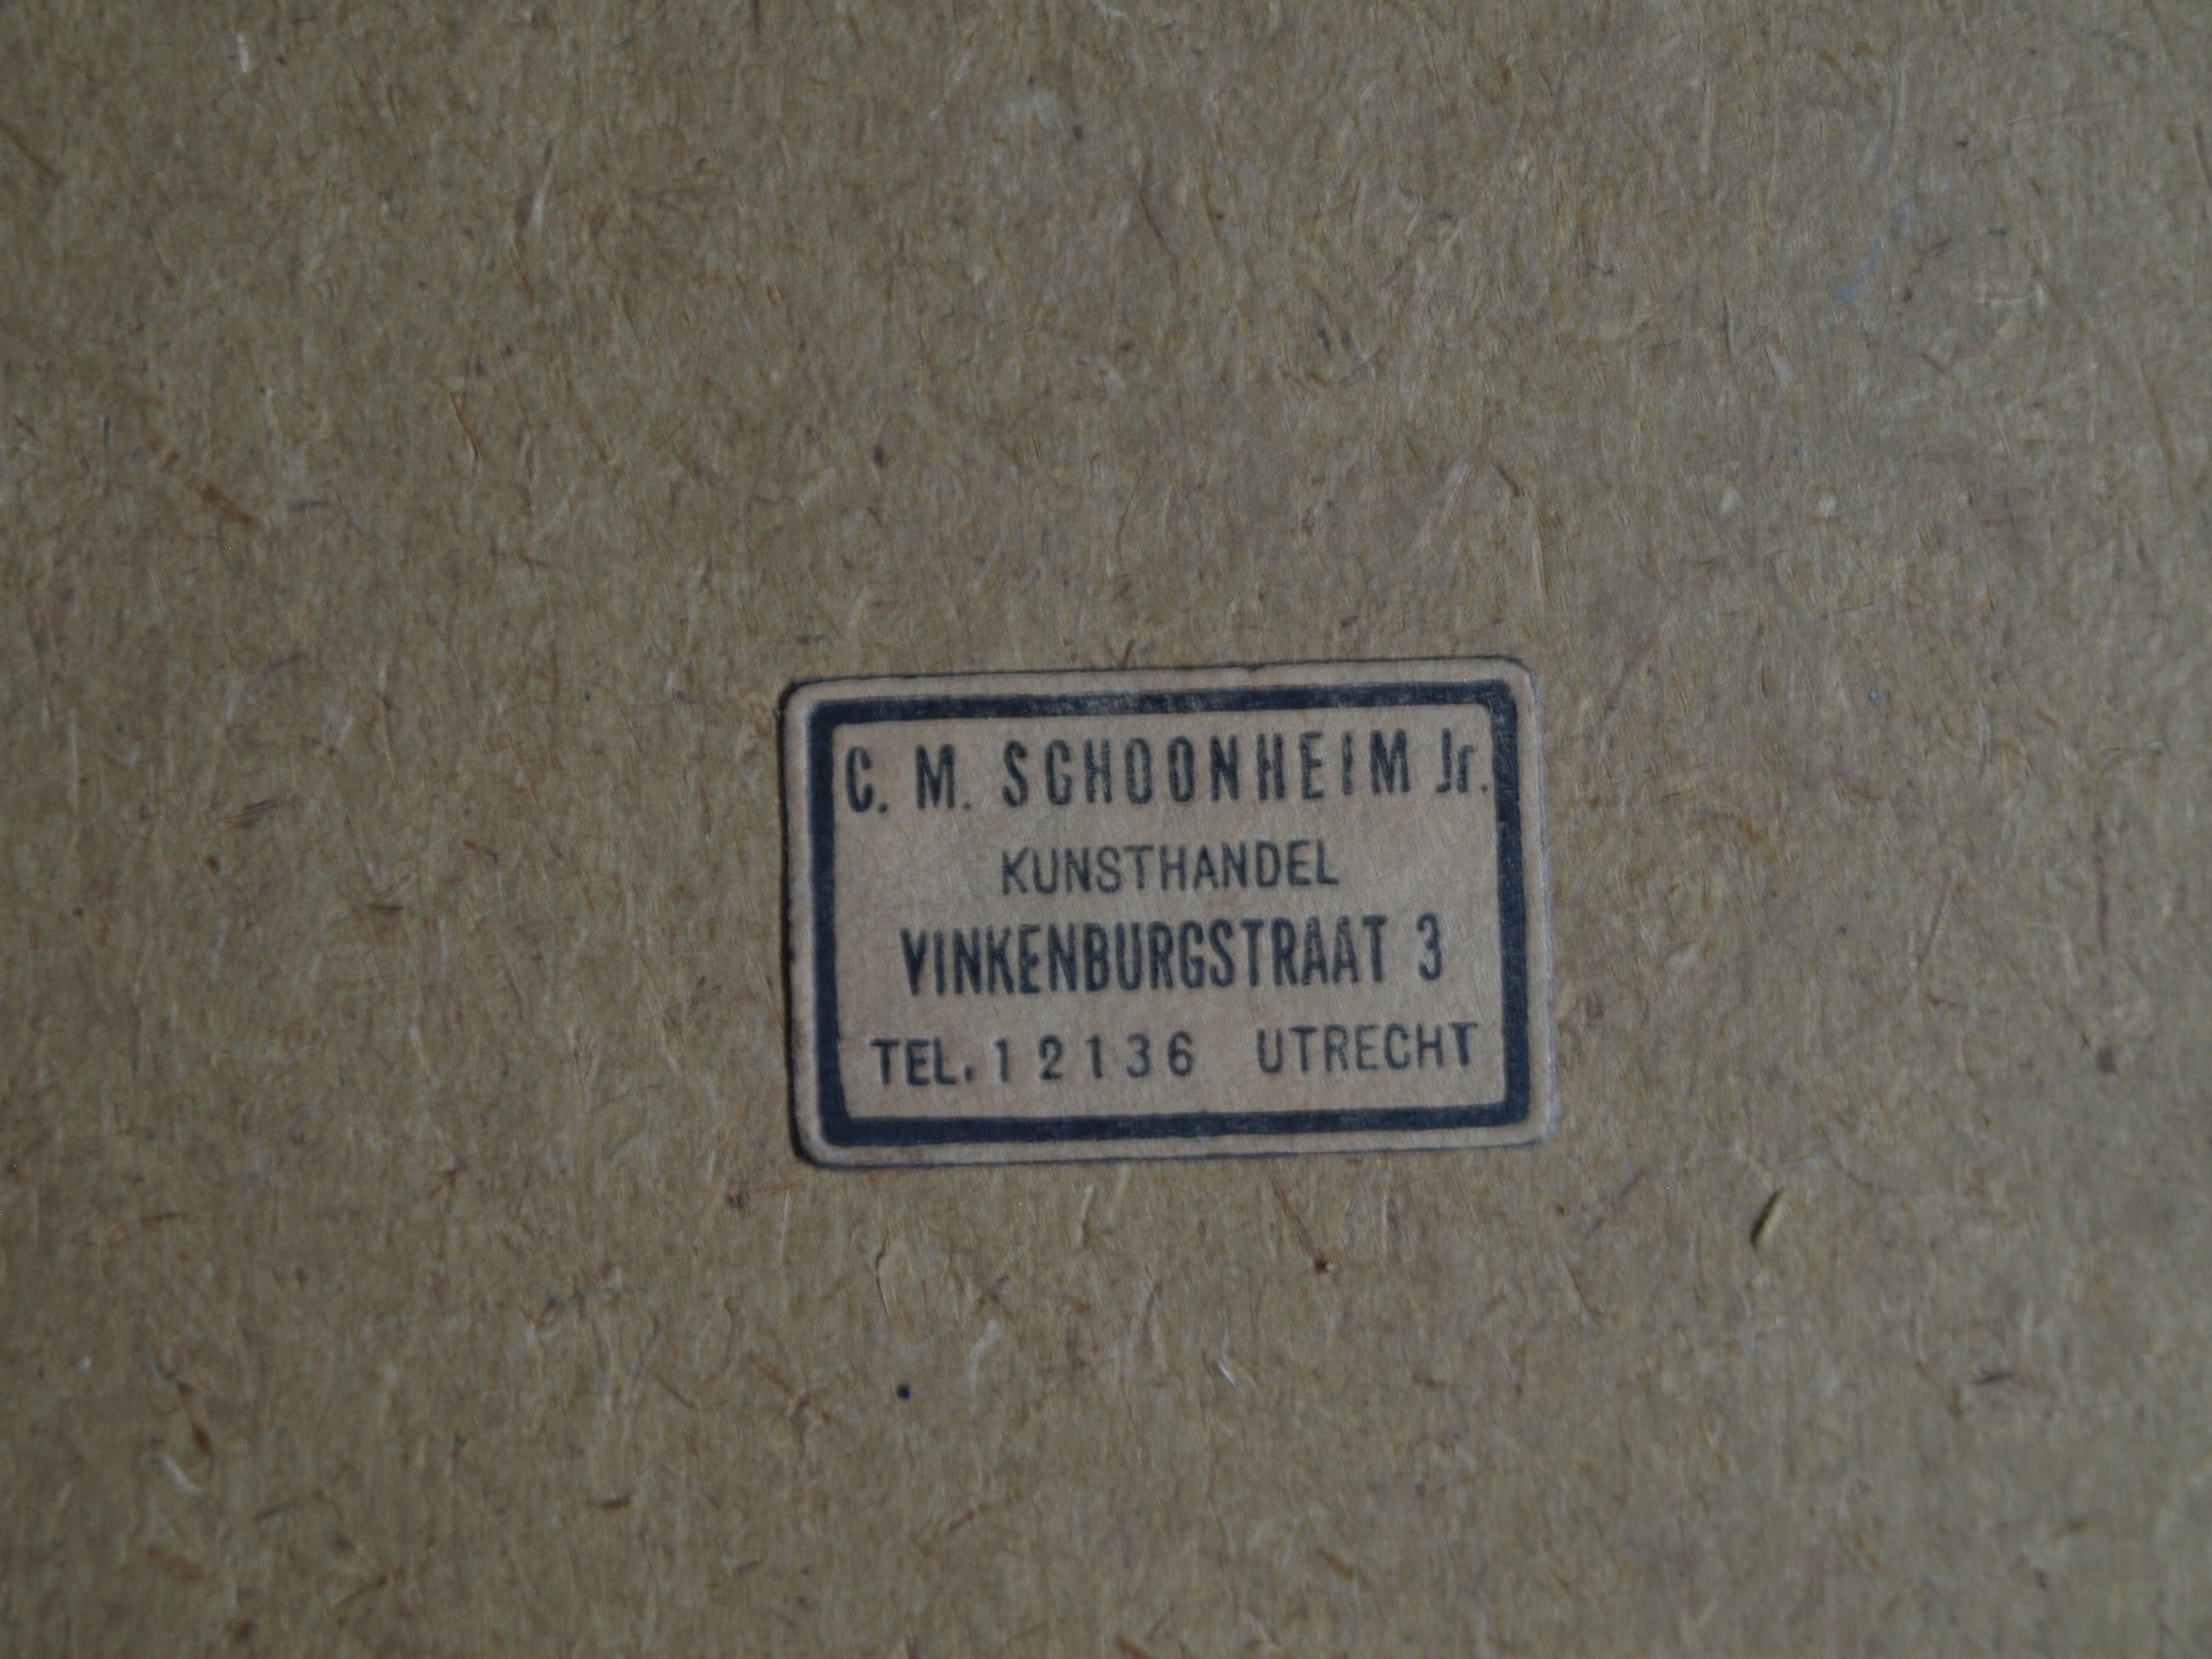 C. M. SCHOONHEIM Jr.
KUNSTHANDEL
VINKENBURGSTRAAT 3
TEL. 12136 UTRECHT